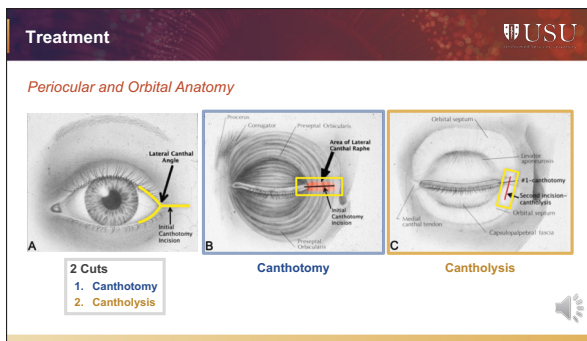 Treatment
USU
Periocular and Orbital Anatomy
Lateral Canthal
Angle
Initial
Canthotomy
Incision
A
Procerus
Corrugator
Preseptal Orbicularis
Area of Lateral
Canthal Raphe
Initial
Canthotomy
Incision
Preseptal
Orbicularis
B
Orbital septum
Levator
aponeurosis
#1-canthotomy
Second incision-
cantholysis
Orbital septum
Medial
canthal tendon
Capsulopalpebral fascia
C
2 Cuts
1. Canthotomy
2. Cantholysis
Canthotomy
Cantholysis